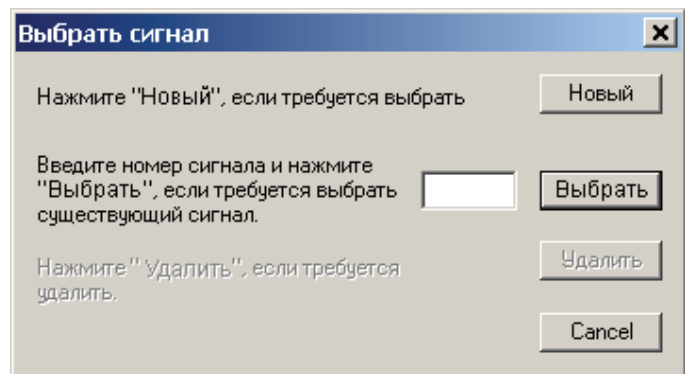 Выбрать сигнал
Нажмите "Новый", если требуется выбрать
Новый
Введите номер сигнала и нажмите
"Выбрать", если требуется выбрать
существующий сигнал.
Выбрать
Нажмите " Удалить", если требуется
удалить.
Удалить
Cancel